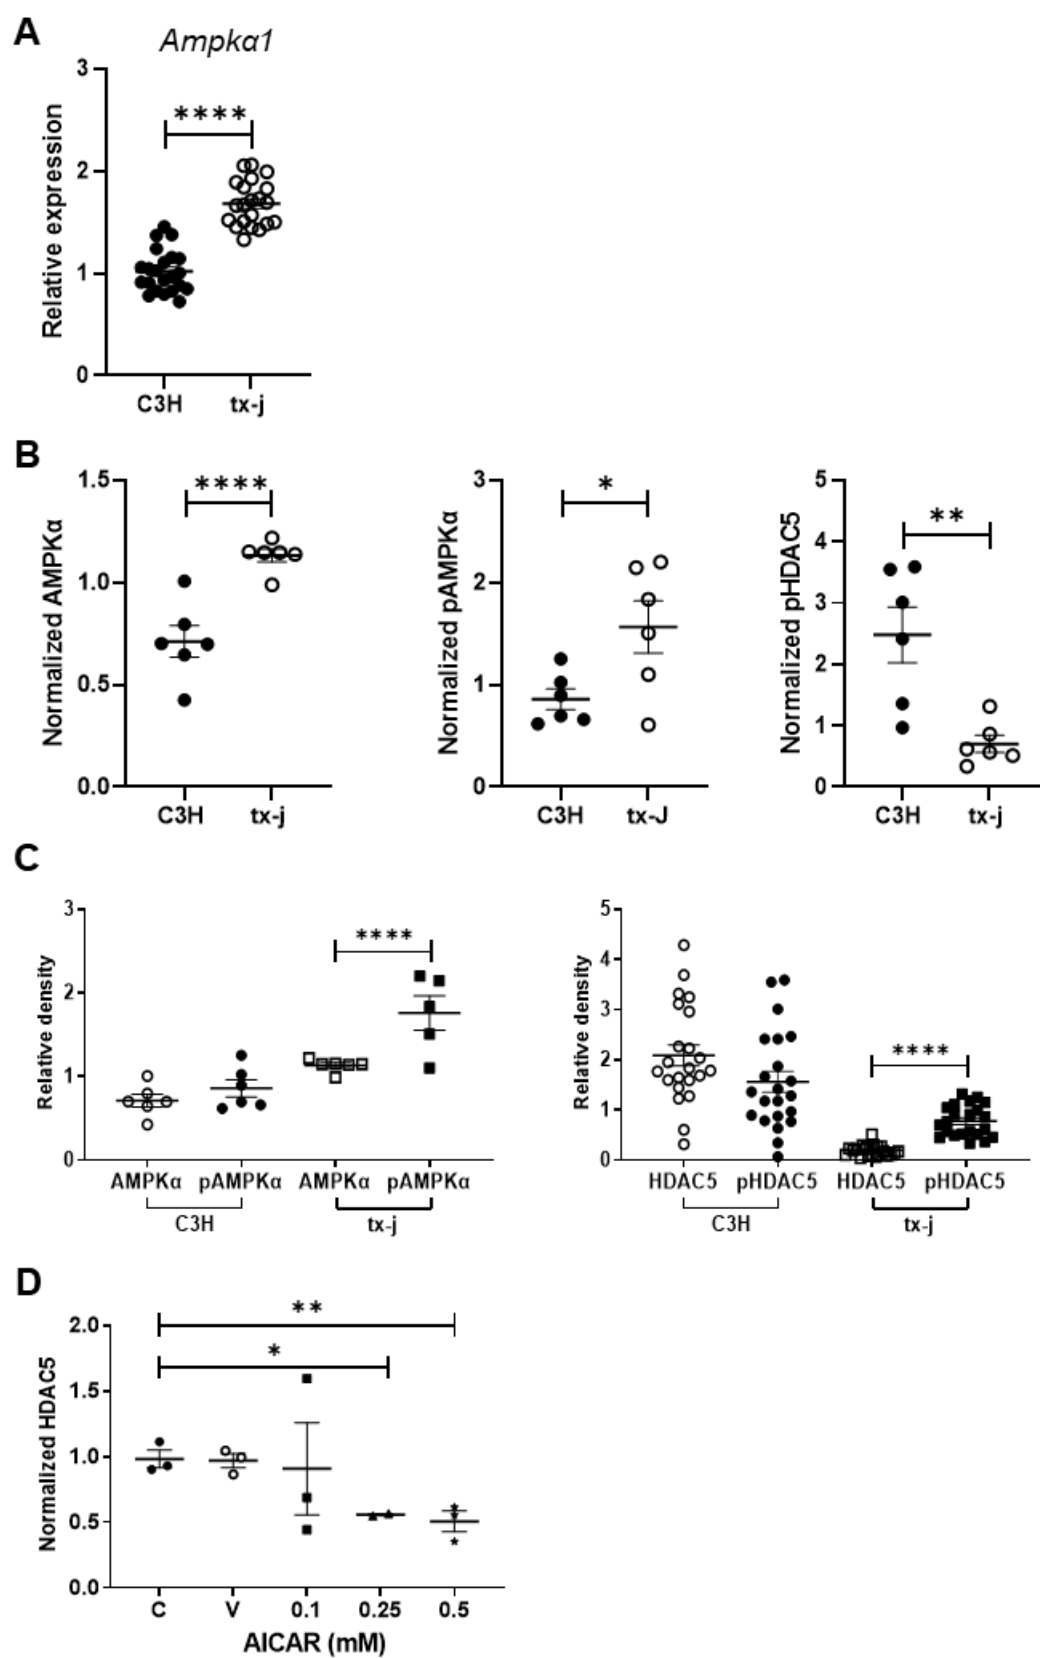 A
Ampkα1
Relative expression
3
2
1
0
****
C3H
tx-j
B
Normalized AMPKα
1.5
1.0
0.5
0.0
****
C3H
tx-j
Normalized pAMPKα
3
2
1
0
*
C3H
tx-J
Normalized pHDAC5
5
4
3
2
1
0
**
C3H
tx-j
C
Relative density
3
2
1
0
****
AMPKα pAMPKα AMPKα pAMPKα
C3H
tx-j
Relative density
5
4
3
2
1
0
****
HDAC5 pHDAC5 HDAC5 pHDAC5
C3H
tx-j
D
Normalized HDAC5
2.0
1.5
1.0
0.5
0.0
**
*
C V 0.1 0.25 0.5
AICAR (mM)